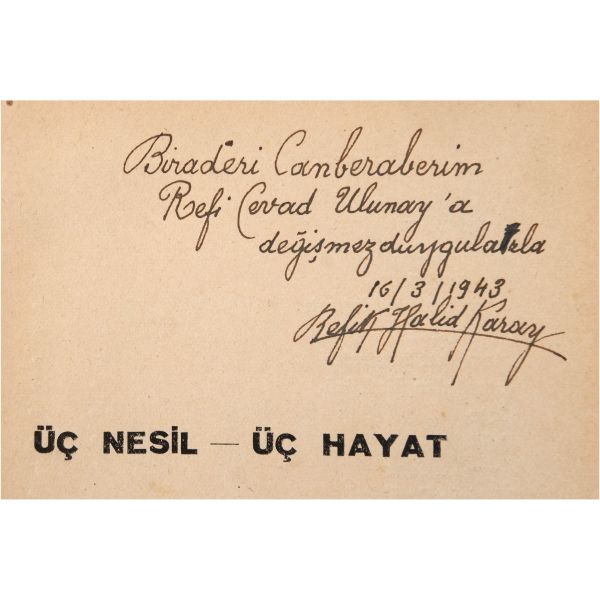 Biraderi Canberaberim
Refi Cevad Ulunay'a
değişmez duygularla
16/3/1943
Refik Halid Karay
ÜÇ NESİL — ÜÇ HAYAT